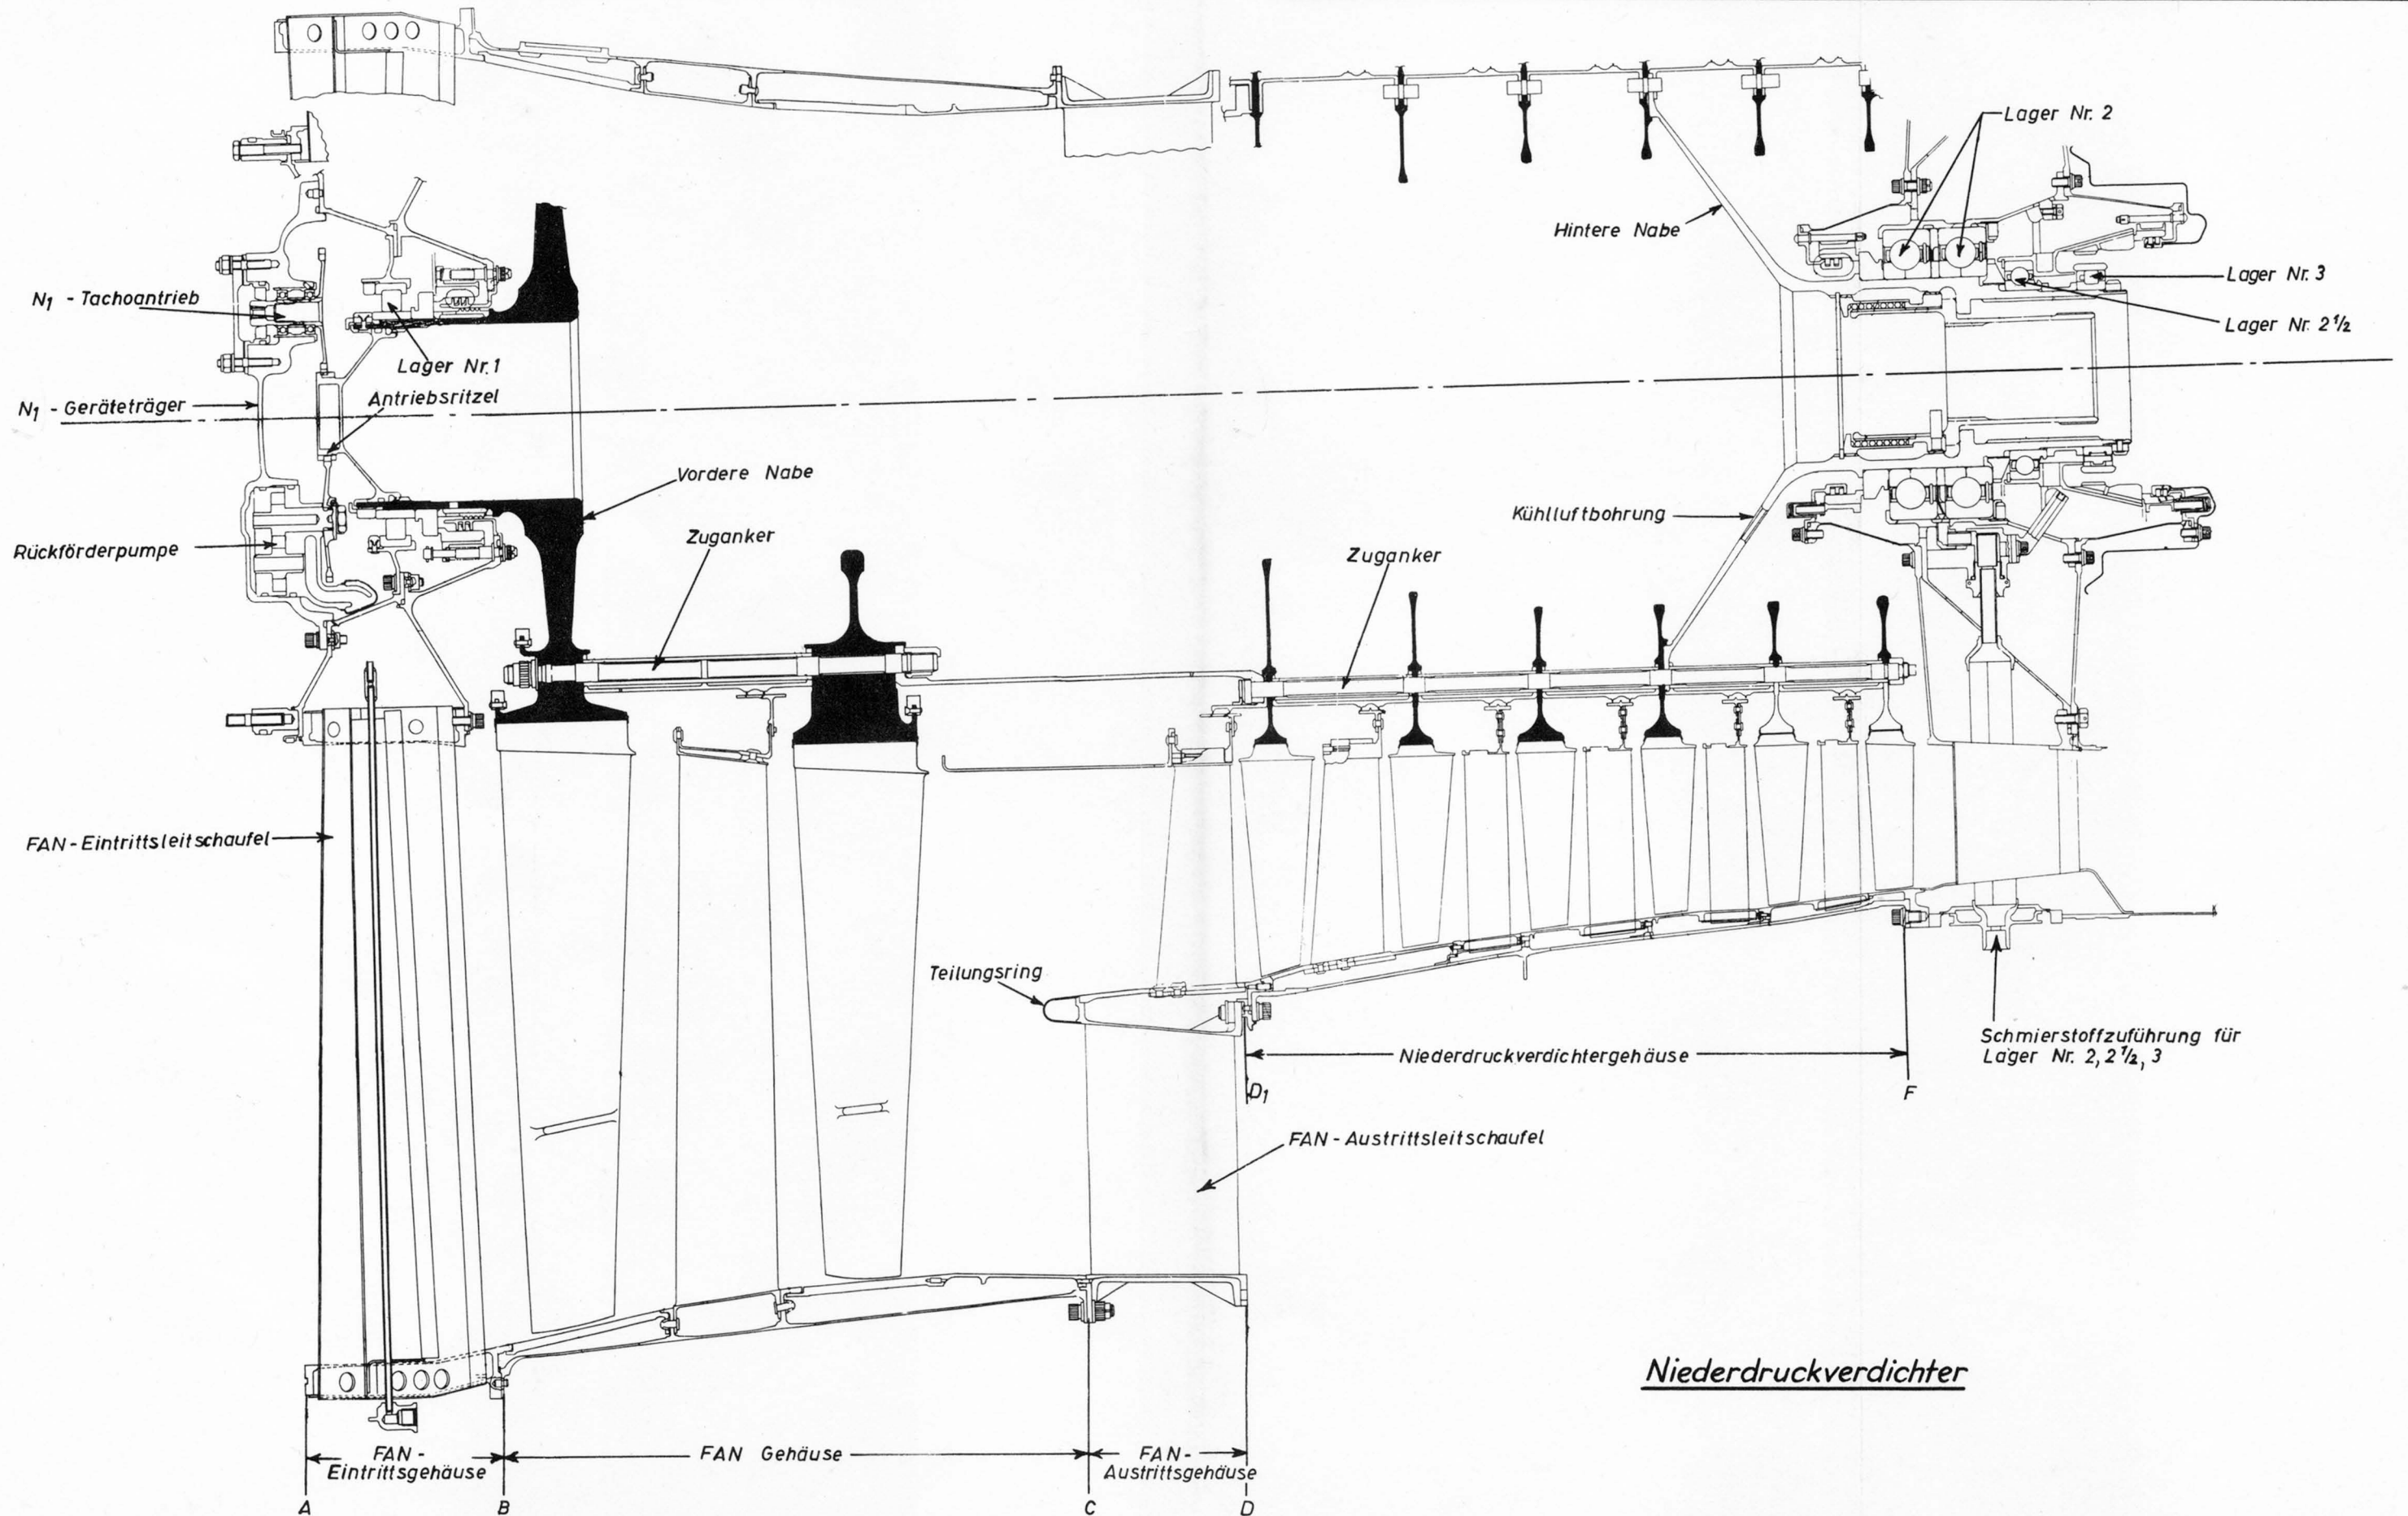 Lager Nr. 2
Hintere Nabe
Lager Nr. 3
N1 - Tachoantrieb
Lager Nr. 2 1/2
Lager Nr. 1
Antriebsritzel
N1 - Geräteträger
Vordere Nabe
Kühlluftbohrung
Zuganker
Rückförderpumpe
Zuganker
FAN - Eintrittsleitschaufel
Teilungsring
Schmierstoffzuführung für
Lager Nr. 2, 2 1/2, 3
Niederdruckverdichtergehäuse
D1
F
FAN - Austrittsleitschaufel
Niederdruckverdichter
FAN -
Eintrittsgehäuse
FAN Gehäuse
FAN -
Austrittsgehäuse
A
B
C
D